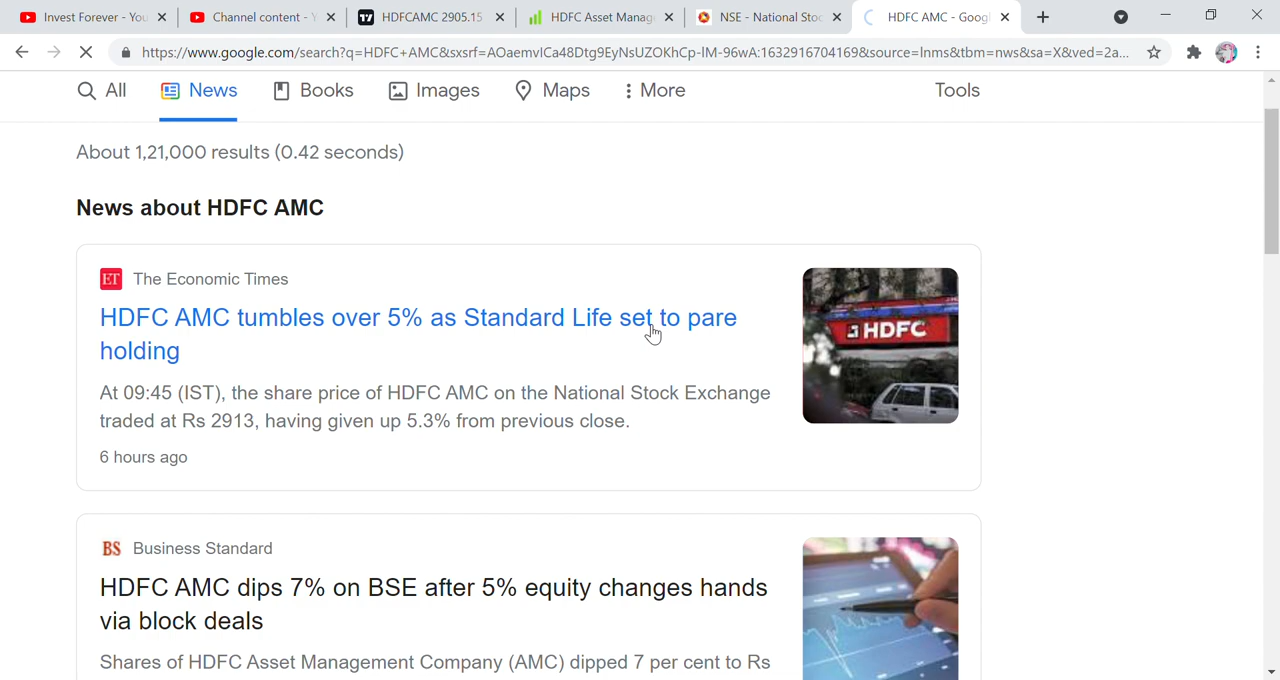 Invest Forever - You
Channel content - Y
HDFCAMC 2905.15
HDFC Asset Manag
NSE - National Stoc
HDFC AMC - Goog
https://www.google.com/search?q=HDFC+AMC&sxsrf=AOaemvICa48Dtg9EyNsUZOKhCp-IM-96wA:1632916704169&source=lnms&tbm=nws&sa=X&ved=2a...
All
News
Books
Images
Maps
More
Tools
About 1,21,000 results (0.42 seconds)
News about HDFC AMC
ET The Economic Times
HDFC AMC tumbles over 5% as Standard Life set to pare
holding
At 09:45 (IST), the share price of HDFC AMC on the National Stock Exchange
traded at Rs 2913, having given up 5.3% from previous close.
6 hours ago
HDFC
BS Business Standard
HDFC AMC dips 7% on BSE after 5% equity changes hands
via block deals
Shares of HDFC Asset Management Company (AMC) dipped 7 per cent to Rs